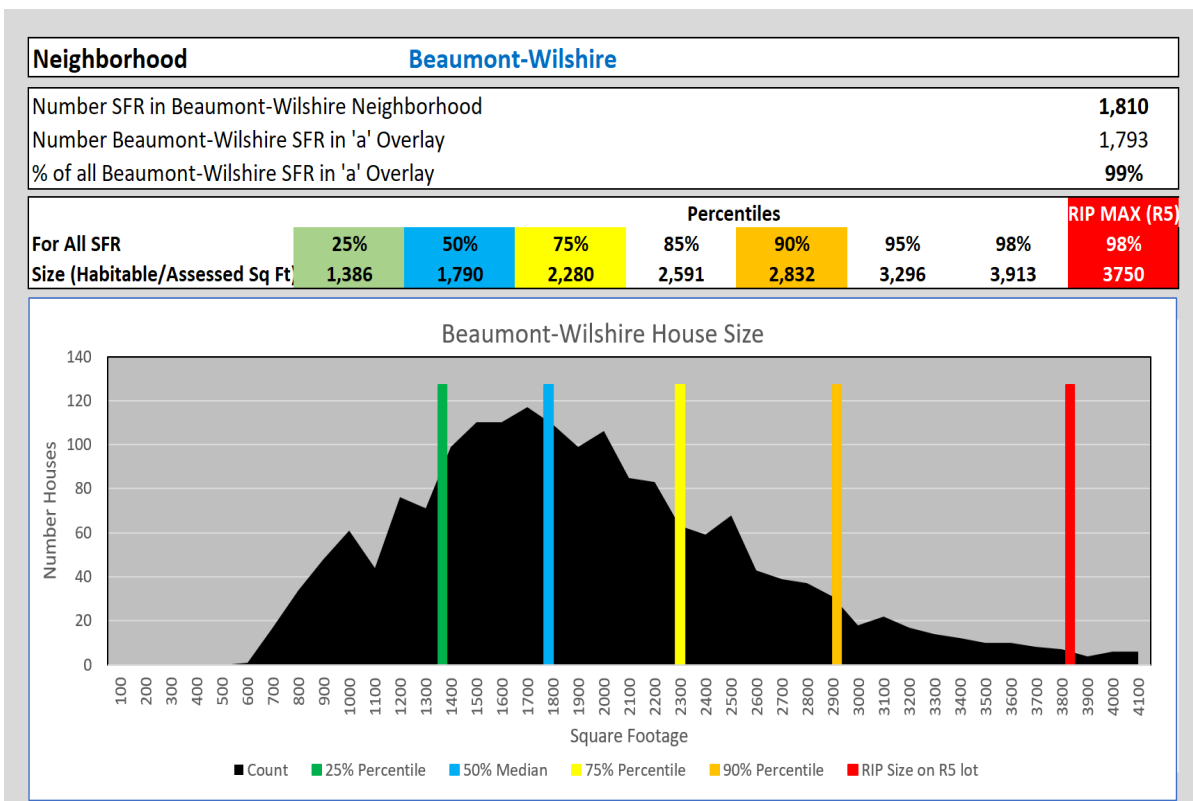 Neighborhood Beaumont-Wilshire
Number SFR in Beaumont-Wilshire Neighborhood 1,810
Number Beaumont-Wilshire SFR in 'a' Overlay 1,793
% of all Beaumont-Wilshire SFR in 'a' Overlay 99%
Percentiles RIP MAX (R5)
For All SFR 25% 50% 75% 85% 90% 95% 98% 98%
Size (Habitable/Assessed Sq Ft) 1,386 1,790 2,280 2,591 2,832 3,296 3,913 3750
Beaumont-Wilshire House Size
140
120
100
80
60
40
20
0
Number Houses
100 200 300 400 500 600 700 800 900 1000 1100 1200 1300 1400 1500 1600 1700 1800 1900 2000 2100 2200 2300 2400 2500 2600 2700 2800 2900 3000 3100 3200 3300 3400 3500 3600 3700 3800 3900 4000 4100
Square Footage
Count 25% Percentile 50% Median 75% Percentile 90% Percentile RIP Size on R5 lot